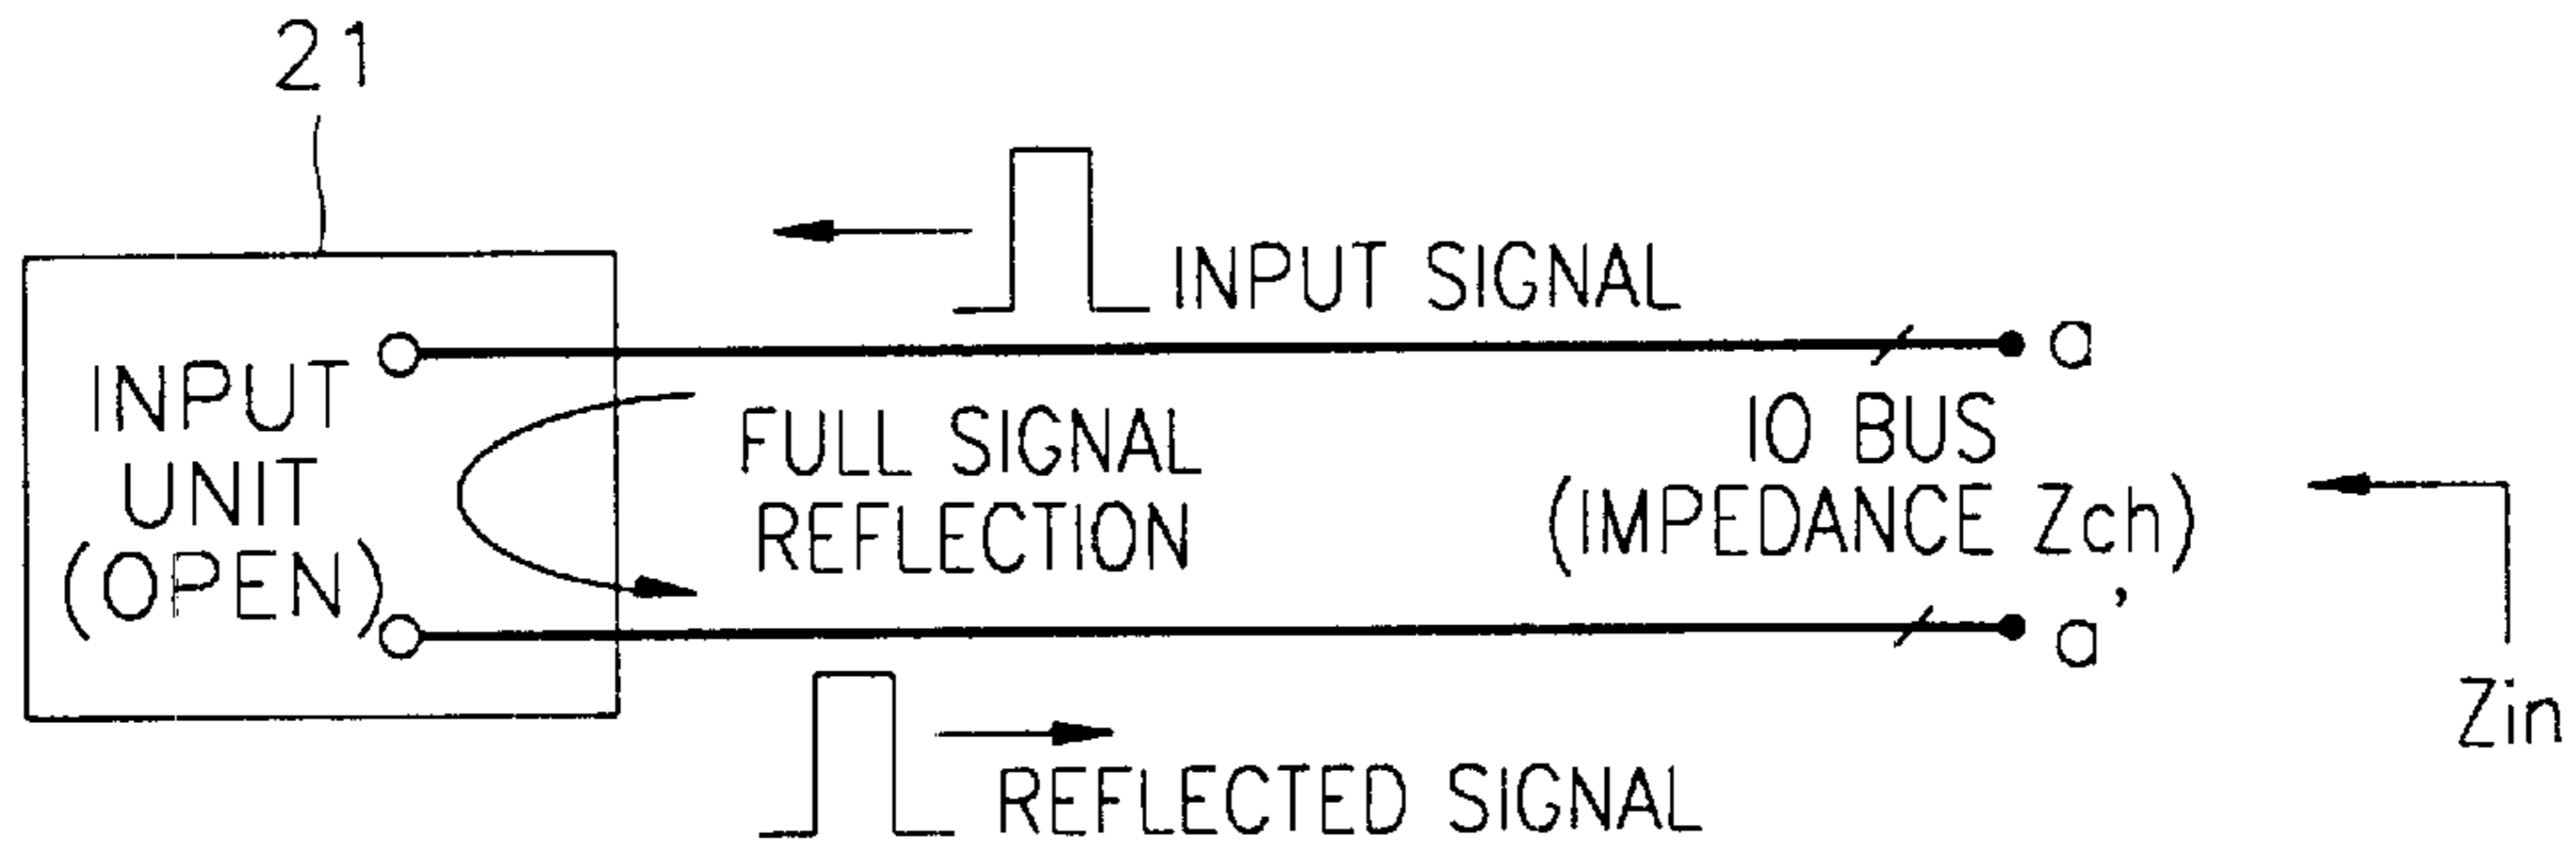 21
INPUT SIGNAL
a
INPUT
UNIT
(OPEN)
FULL SIGNAL
REFLECTION
IO BUS
(IMPEDANCE Zch)
a'
Zin
REFLECTED SIGNAL